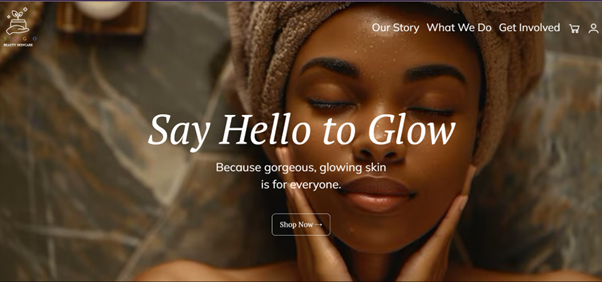 Our Story What We Do Get Involved
Say Hello to Glow
Because gorgeous, glowing skin
is for everyone.
Shop Now →
BEAUTY SKINCARE